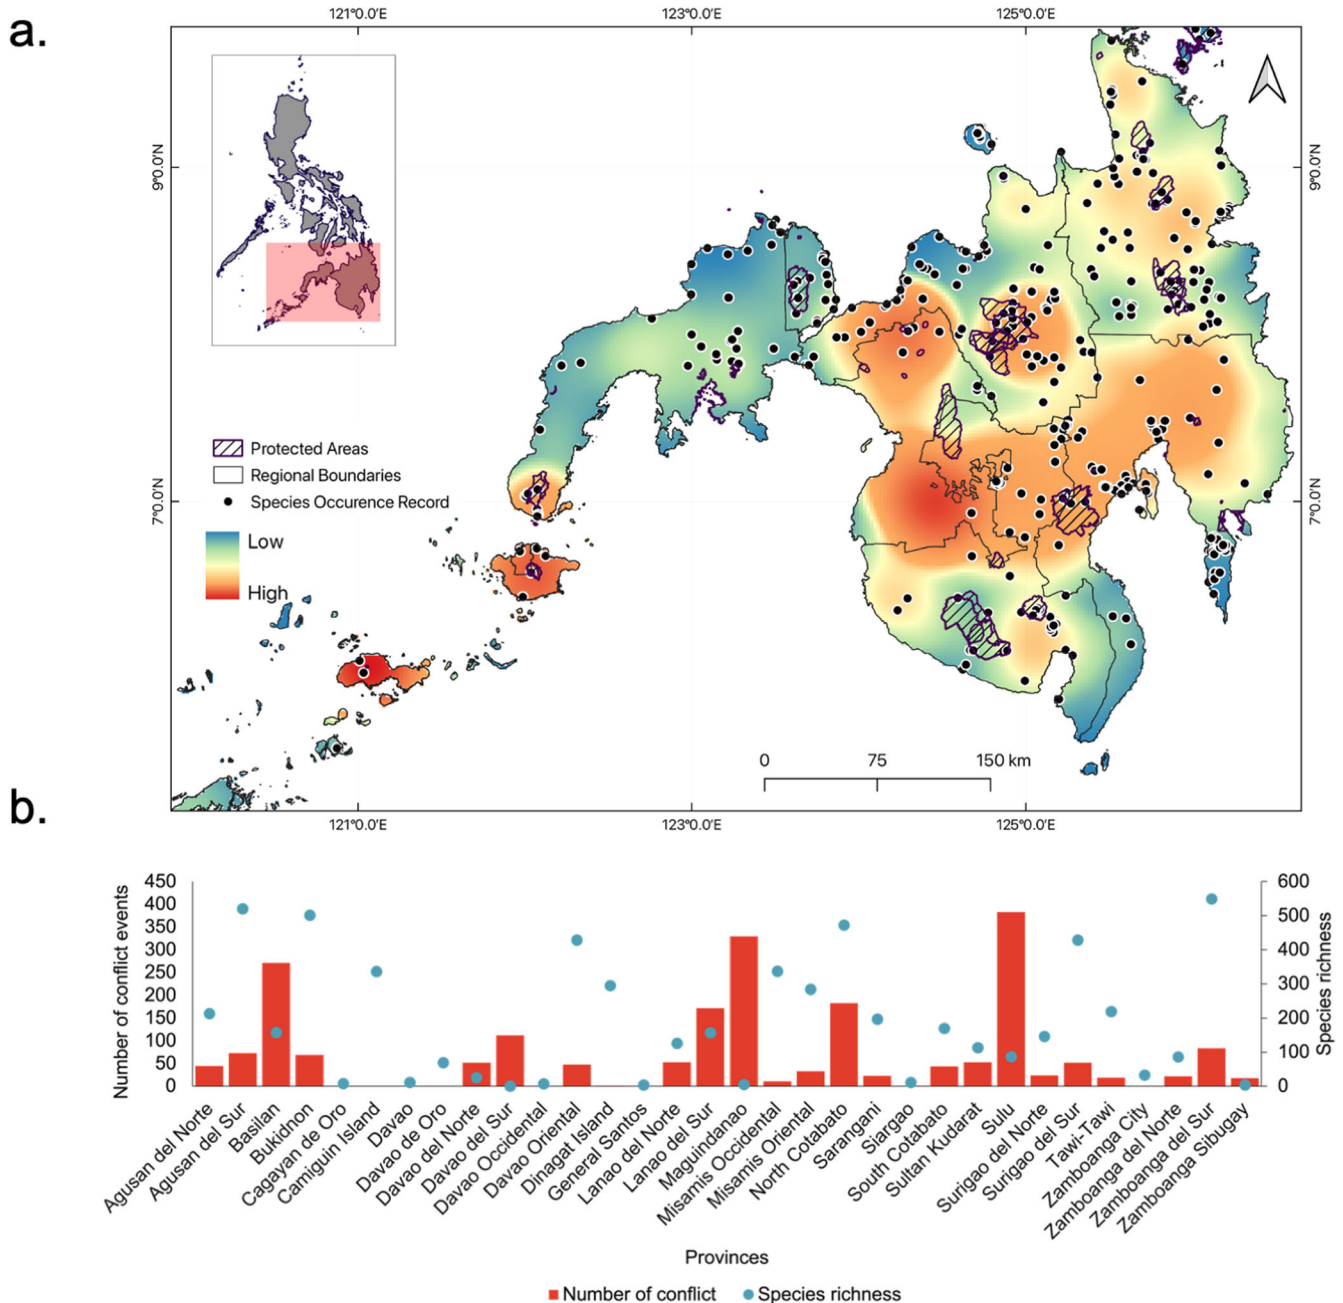 a.
121°0.0'E 123°0.0'E 125°0.0'E
9°0.0'N 9°0.0'N
Protected Areas
Regional Boundaries
Species Occurence Record
7°0.0'N 7°0.0'N
Low
High
0 75 150 km
121°0.0'E 123°0.0'E 125°0.0'E
b.
Number of conflict events
450
400
350
300
250
200
150
100
50
0
600
500
400
300
200
100
0
Species richness
Agusan del Norte
Agusan del Sur
Basilan
Bukidnon
Cagayan de Oro
Camiguin Island
Davao
Davao de Oro
Davao del Norte
Davao del Sur
Davao Occidental
Davao Oriental
Dinagat Island
General Santos
Lanao del Norte
Lanao del Sur
Maguindanao
Misamis Occidental
Misamis Oriental
North Cotabato
Sarangani
Siargao
South Cotabato
Sultan Kudarat
Sulu
Surigao del Norte
Surigao del Sur
Tawi-Tawi
Zamboanga City
Zamboanga del Norte
Zamboanga del Sur
Zamboanga Sibugay
Provinces
Number of conflict Species richness